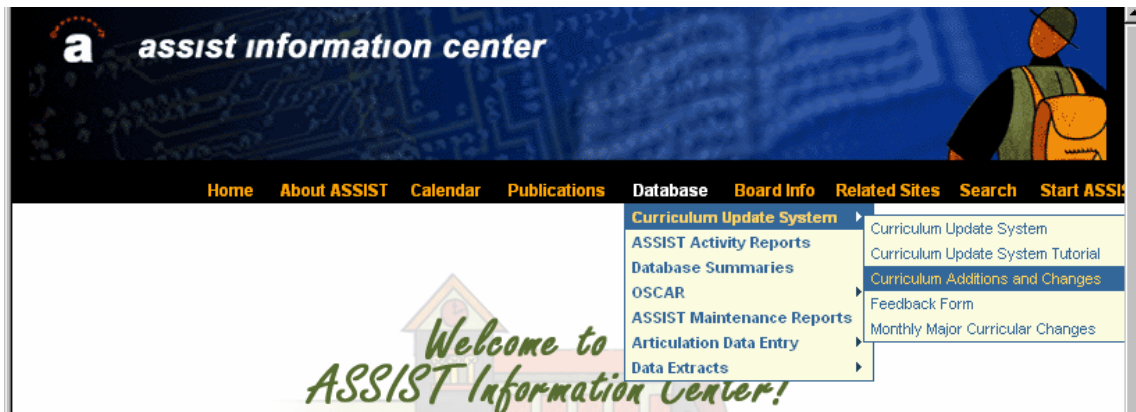 a assist information center
Home About ASSIST Calendar Publications Database Board Info Related Sites Search Start ASSIS
Curriculum Update System
ASSIST Activity Reports
Database Summaries
OSCAR
ASSIST Maintenance Reports
Articulation Data Entry
Data Extracts
Curriculum Update System
Curriculum Update System Tutorial
Curriculum Additions and Changes
Feedback Form
Monthly Major Curricular Changes
Welcome to
ASSIST Information Center!